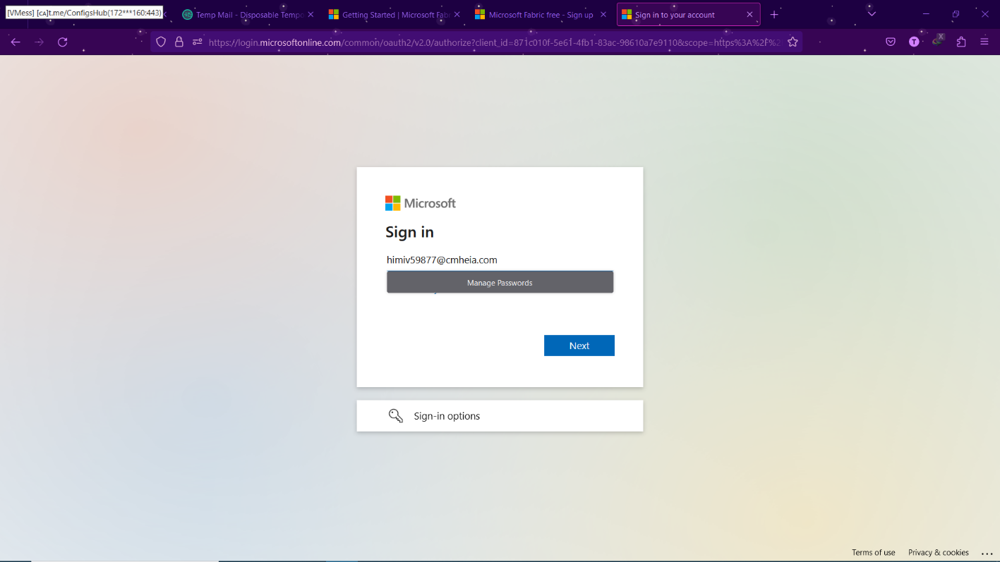 [VMess] [ca]t.me/ConfigsHub(172***160:443)
Temp Mail - Disposable Tempo
Getting Started | Microsoft Fab
Microsoft Fabric free - Sign up
Sign in to your account
https://login.microsoftonline.com/common/oauth2/v2.0/authorize?client_id=871c010f-5e61-4fb1-83ac-98610a7e9110&scope=https%3A%2F%2
T
X
Microsoft
Sign in
himiv59877@cmheia.com
Manage Passwords
Next
Sign-in options
Terms of use
Privacy & cookies